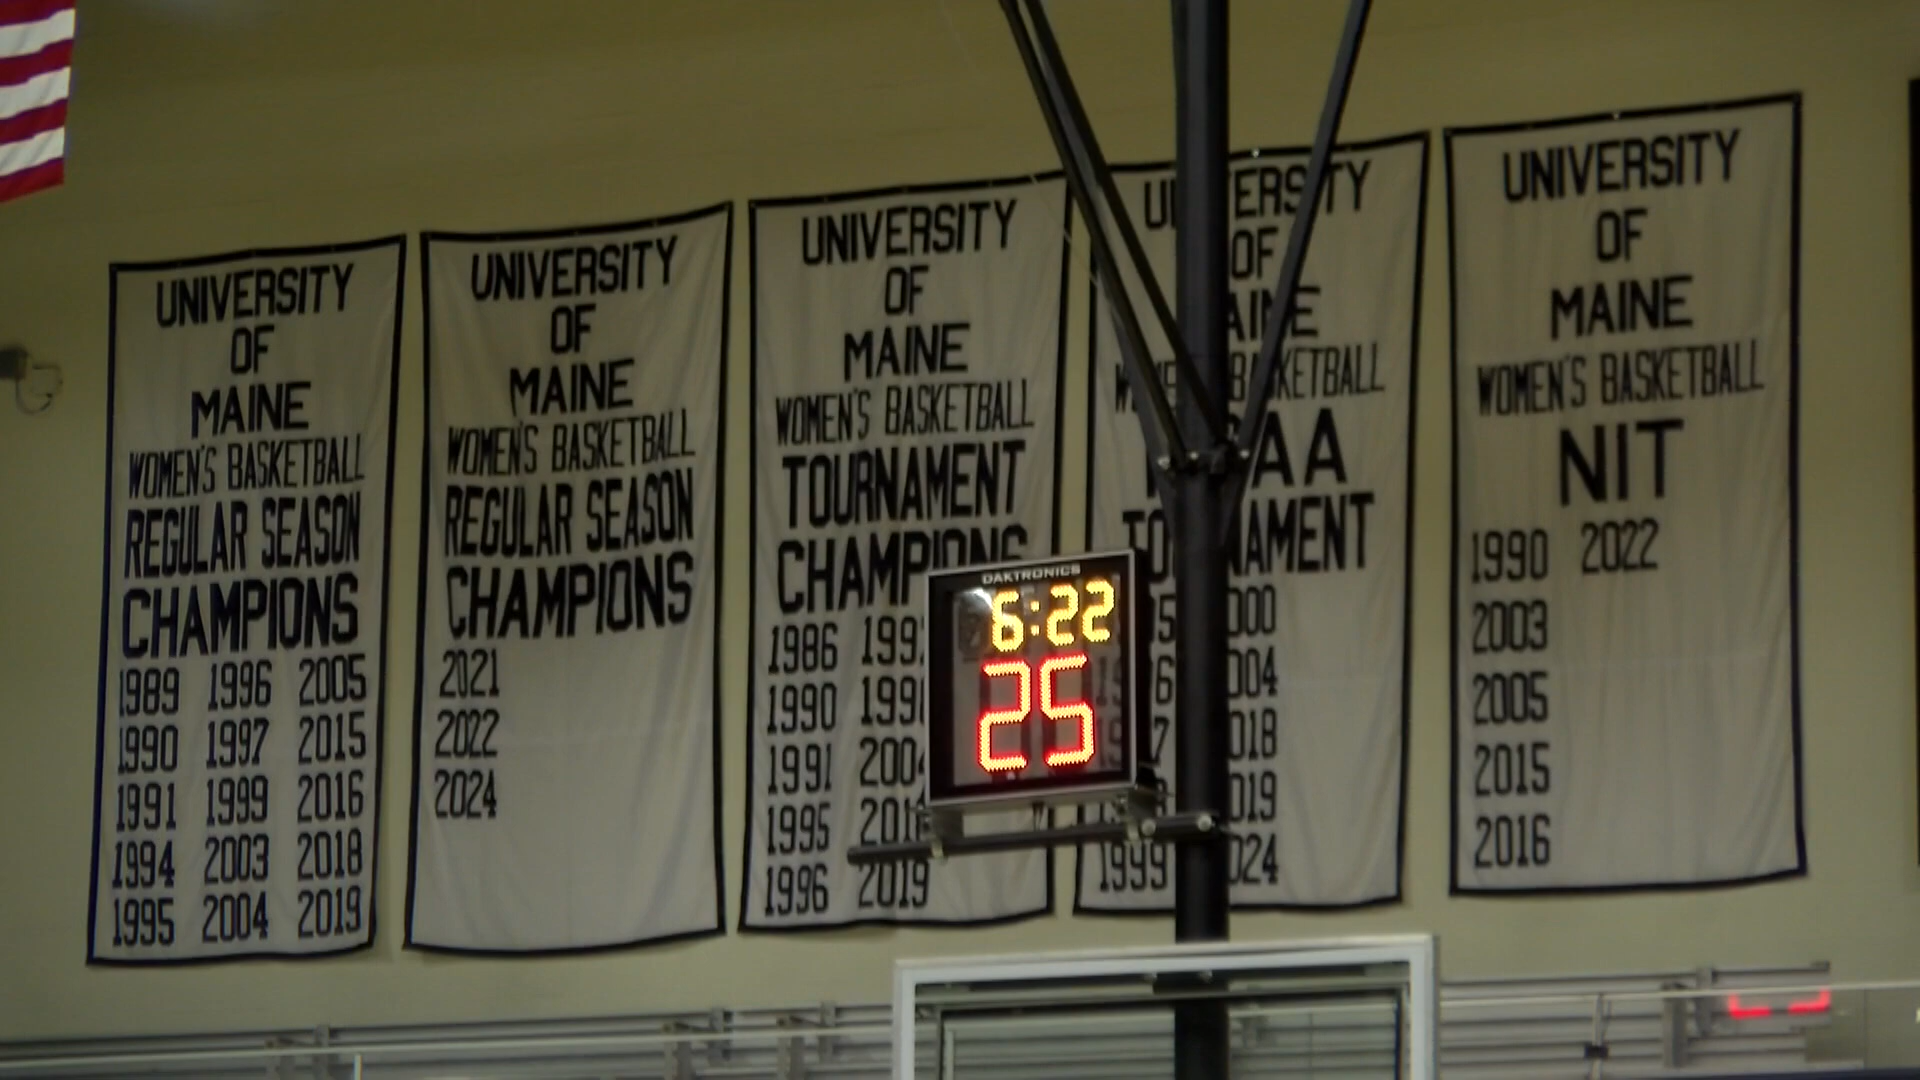 UNIVERSITY
OF
MAINE
WOMEN'S BASKETBALL
REGULAR SEASON
CHAMPIONS
1989 1996 2005
1990 1997 2015
1991 1999 2016
1994 2003 2018
1995 2004 2019
UNIVERSITY
OF
MAINE
WOMEN'S BASKETBALL
REGULAR SEASON
CHAMPIONS
2021
2022
2024
UNIVERSITY
OF
MAINE
WOMEN'S BASKETBALL
TOURNAMENT
CHAMPIONS
1986
1990
1991
1995
1996 2019
OF
BASKETBALL
1999
UNIVERSITY
OF
MAINE
WOMEN'S BASKETBALL
NIT
1990 2022
2003
2005
2015
2016
DAKTRONICS
6:22
25